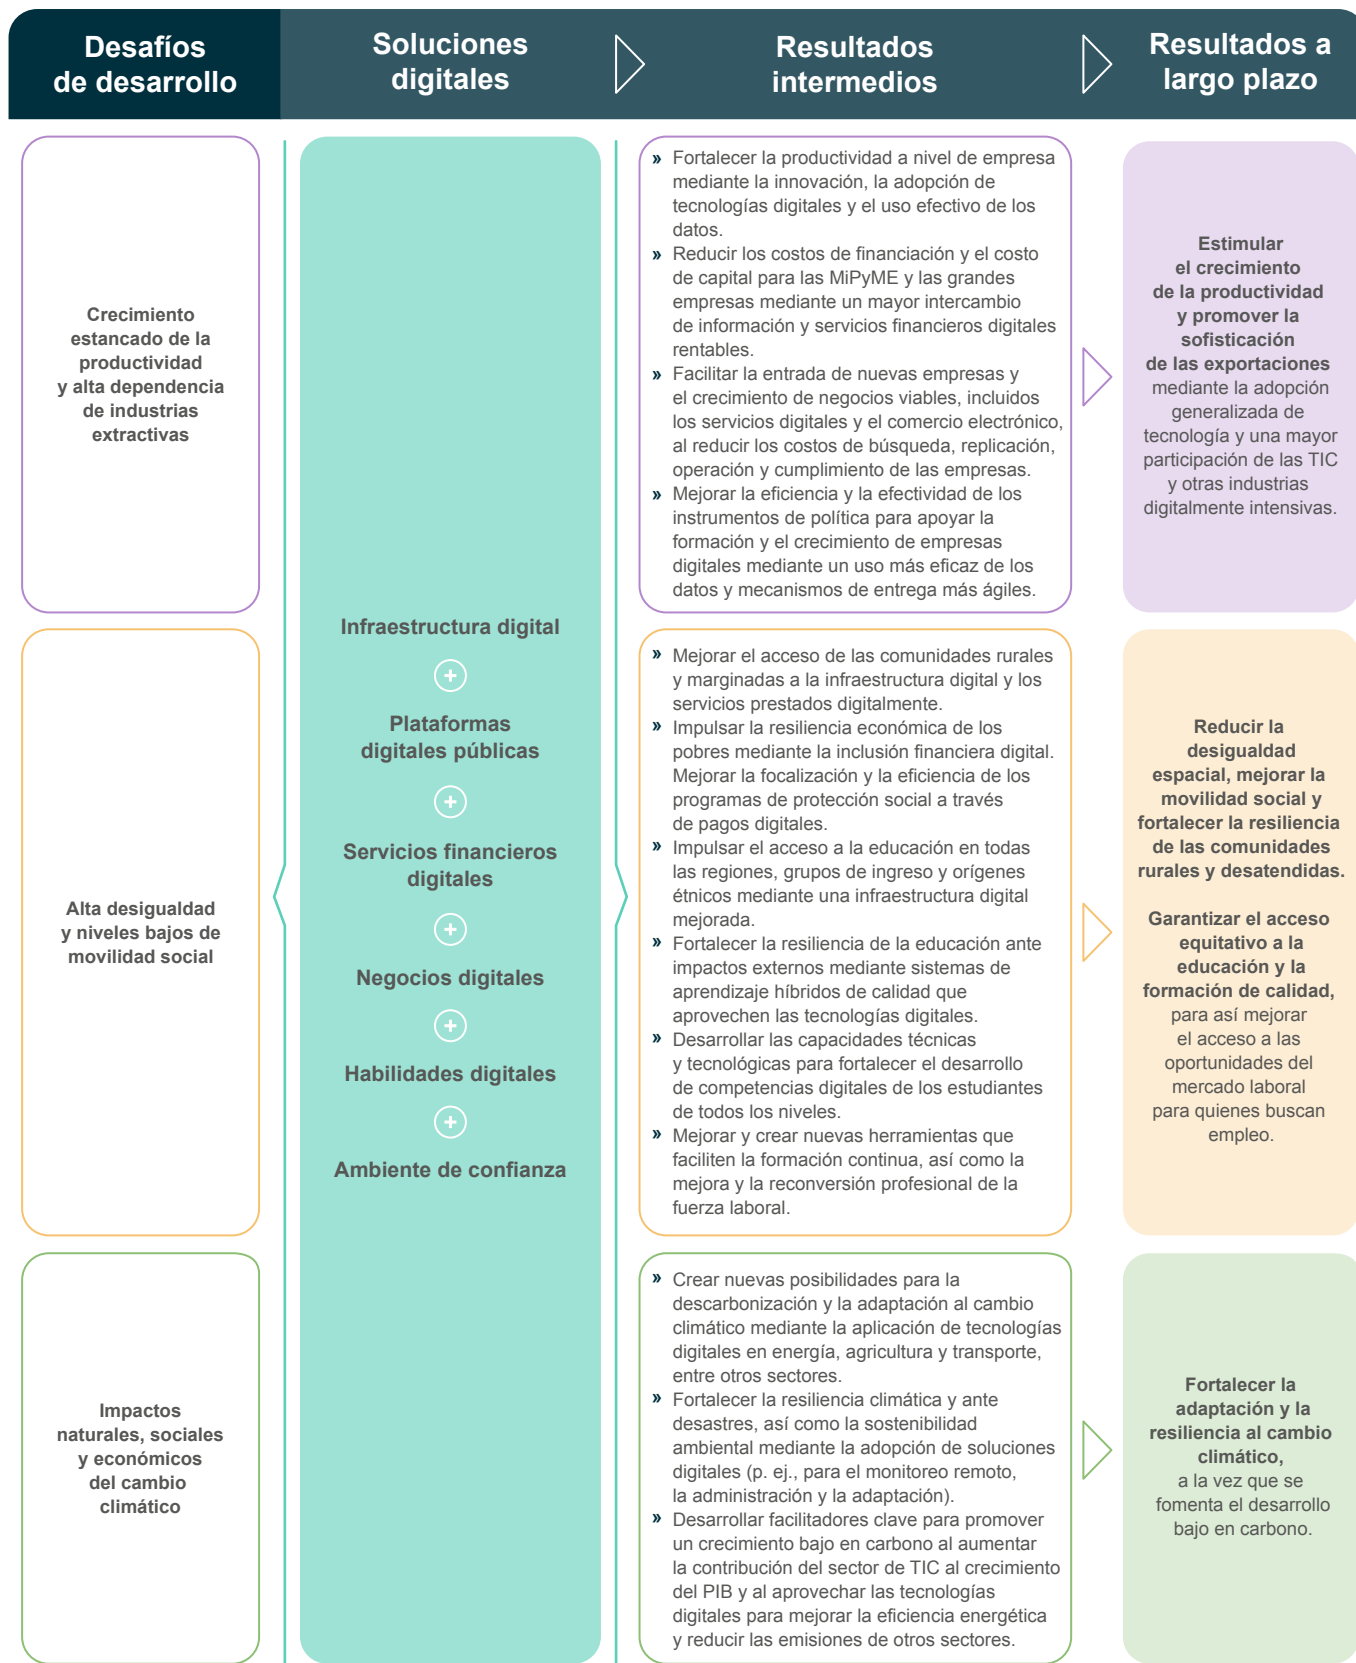 Desafíos
de desarrollo
Soluciones
digitales
Resultados
intermedios
Resultados a
largo plazo
Crecimiento
estancado de la
productividad
y alta dependencia
de industrias
extractivas
Alta desigualdad
y niveles bajos de
movilidad social
Impactos
naturales, sociales
y económicos
del cambio
climático
Infraestructura digital
+
Plataformas
digitales públicas
+
Servicios financieros
digitales
+
Negocios digitales
+
Habilidades digitales
+
Ambiente de confianza
» Fortalecer la productividad a nivel de empresa
mediante la innovación, la adopción de
tecnologías digitales y el uso efectivo de los
datos.
» Reducir los costos de financiación y el costo
de capital para las MiPyME y las grandes
empresas mediante un mayor intercambio
de información y servicios financieros digitales
rentables.
» Facilitar la entrada de nuevas empresas y
el crecimiento de negocios viables, incluidos
los servicios digitales y el comercio electrónico,
al reducir los costos de búsqueda, replicación,
operación y cumplimiento de las empresas.
» Mejorar la eficiencia y la efectividad de los
instrumentos de política para apoyar la
formación y el crecimiento de empresas
digitales mediante un uso más eficaz de los
datos y mecanismos de entrega más ágiles.
» Mejorar el acceso de las comunidades rurales
y marginadas a la infraestructura digital y los
servicios prestados digitalmente.
» Impulsar la resiliencia económica de los
pobres mediante la inclusión financiera digital.
Mejorar la focalización y la eficiencia de los
programas de protección social a través
de pagos digitales.
» Impulsar el acceso a la educación en todas
las regiones, grupos de ingreso y orígenes
étnicos mediante una infraestructura digital
mejorada.
» Fortalecer la resiliencia de la educación ante
impactos externos mediante sistemas de
aprendizaje híbridos de calidad que
aprovechen las tecnologías digitales.
» Desarrollar las capacidades técnicas
y tecnológicas para fortalecer el desarrollo
de competencias digitales de los estudiantes
de todos los niveles.
» Mejorar y crear nuevas herramientas que
faciliten la formación continua, así como la
mejora y la reconversión profesional de la
fuerza laboral.
» Crear nuevas posibilidades para la
descarbonización y la adaptación al cambio
climático mediante la aplicación de tecnologías
digitales en energía, agricultura y transporte,
entre otros sectores.
» Fortalecer la resiliencia climática y ante
desastres, así como la sostenibilidad
ambiental mediante la adopción de soluciones
digitales (p. ej., para el monitoreo remoto,
la administración y la adaptación).
» Desarrollar facilitadores clave para promover
un crecimiento bajo en carbono al aumentar
la contribución del sector de TIC al crecimiento
del PIB y al aprovechar las tecnologías
digitales para mejorar la eficiencia energética
y reducir las emisiones de otros sectores.
Estimular
el crecimiento
de la productividad
y promover la
sofisticación
de las exportaciones
mediante la adopción
generalizada de
tecnología y una mayor
participación de las TIC
y otras industrias
digitalmente intensivas.
Reducir la
desigualdad
espacial, mejorar la
movilidad social y
fortalecer la resiliencia
de las comunidades
rurales y desatendidas.
Garantizar el acceso
equitativo a la
educación y la
formación de calidad,
para así mejorar
el acceso a las
oportunidades del
mercado laboral
para quienes buscan
empleo.
Fortalecer la
adaptación y la
resiliencia al cambio
climático,
a la vez que se
fomenta el desarrollo
bajo en carbono.